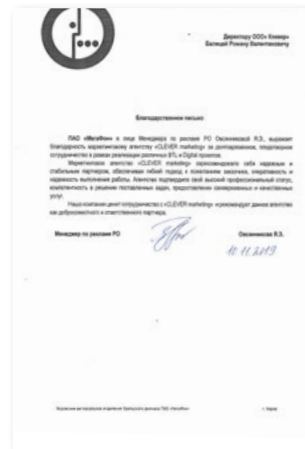 Директору ООО «Клевер»
Балицай Роману Валентиновичу
Благодарственное письмо
ПАО «МегаФон» в лице Менеджера по рекламе РО Овсянниковой Я.Э., выражает
благодарность маркетинговому агентству «CLEVER marketing» за долговременное, плодотворное
сотрудничество в рамках реализации различных BTL и Digital проектов.
Маркетинговое агентство «CLEVER marketing» зарекомендовало себя надежным и
стабильным партнером, обеспечивая гибкий подход к пожеланиям заказчика, оперативность и
надежность выполнения работы. Агентство подтвердило свой высокий профессиональный статус,
компетентность в решении поставленных задач, предоставлении своевременных и качественных
услуг.
Наша компания ценит сотрудничество с «CLEVER marketing» и рекомендует данное агентство
как добросовестного и ответственного партнера.
Менеджер по рекламе РО
Овсянникова Я.Э.
10.11.2019
г. Киров